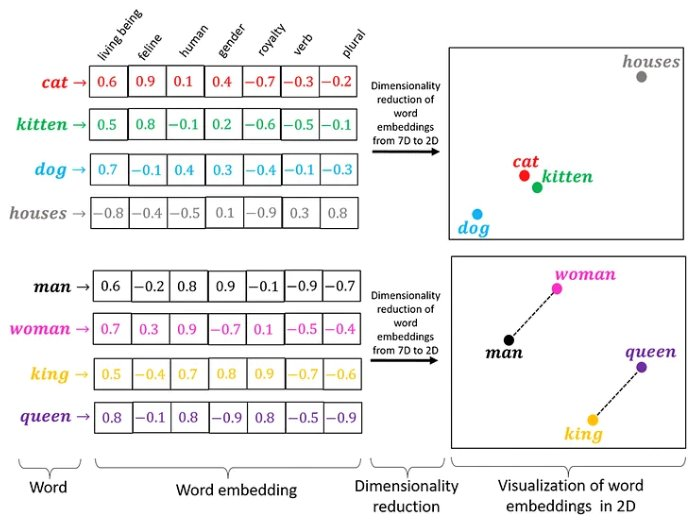 living being feline human gender royalty verb plural
cat → 0.6 0.9 0.1 0.4 −0.7 −0.3 −0.2
kitten → 0.5 0.8 −0.1 0.2 −0.6 −0.5 −0.1
dog → 0.7 −0.1 0.4 0.3 −0.4 −0.1 −0.3
houses → −0.8 −0.4 −0.5 0.1 −0.9 0.3 0.8
Dimensionality
reduction of
word
embeddings
from 7D to 2D
houses
cat
kitten
dog
man → 0.6 −0.2 0.8 0.9 −0.1 −0.9 −0.7
woman → 0.7 0.3 0.9 −0.7 0.1 −0.5 −0.4
king → 0.5 −0.4 0.7 0.8 0.9 −0.7 −0.6
queen → 0.8 −0.1 0.8 −0.9 0.8 −0.5 −0.9
Dimensionality
reduction of
word
embeddings
from 7D to 2D
woman
man
queen
king
Word
Word embedding
Dimensionality
reduction
Visualization of word
embeddings in 2D